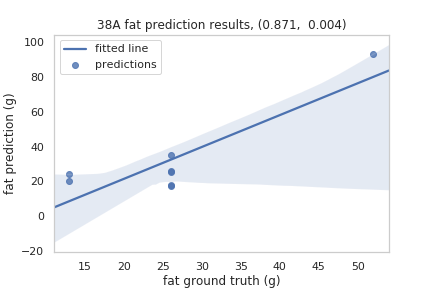 38A fat prediction results, (0.871,  0.004)
fitted line
predictions
fat prediction (g)
100
80
60
40
20
0
−20
15 20 25 30 35 40 45 50
fat ground truth (g)